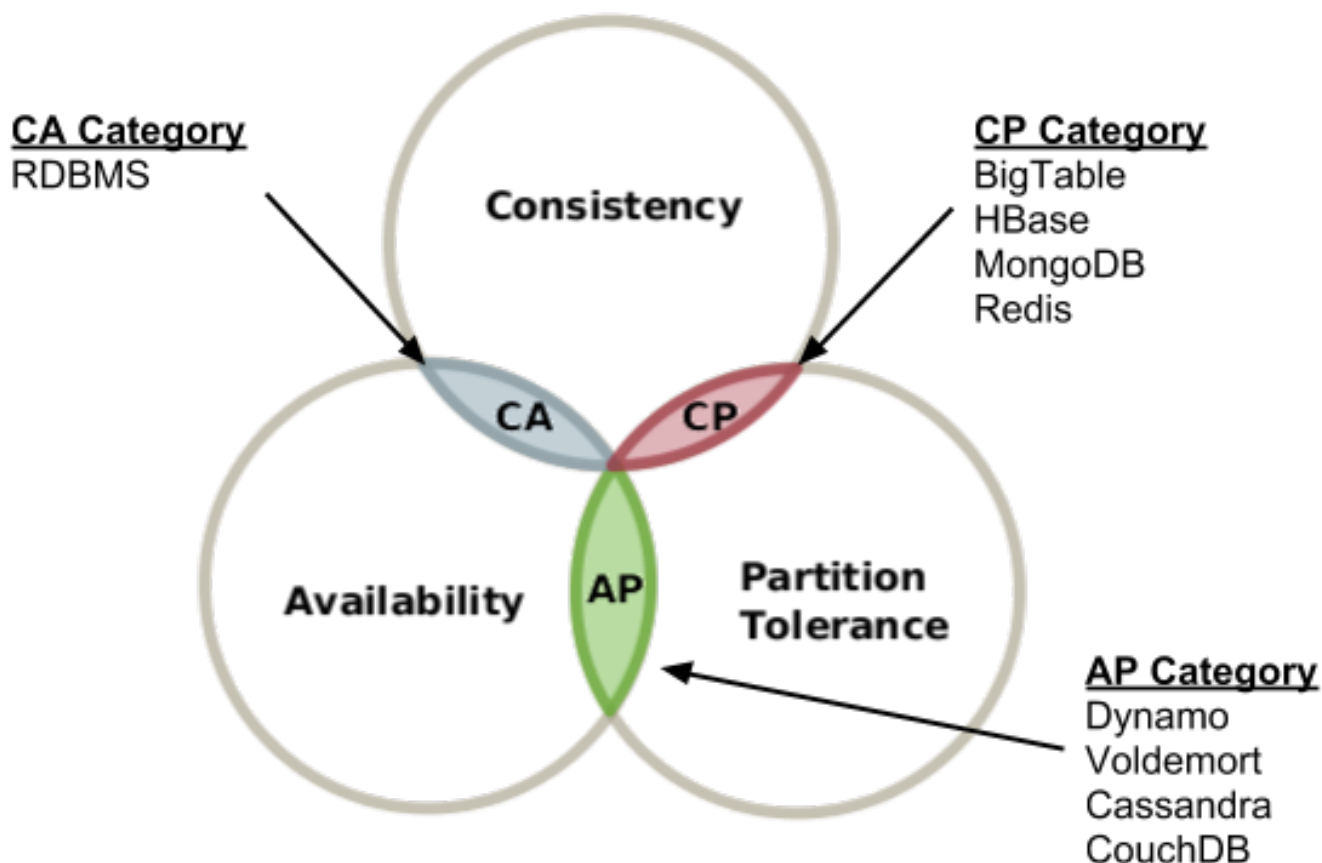 CA Category
RDBMS
CP Category
BigTable
HBase
MongoDB
Redis
Consistency
CA
CP
AP
Availability
Partition
Tolerance
AP Category
Dynamo
Voldemort
Cassandra
CouchDB